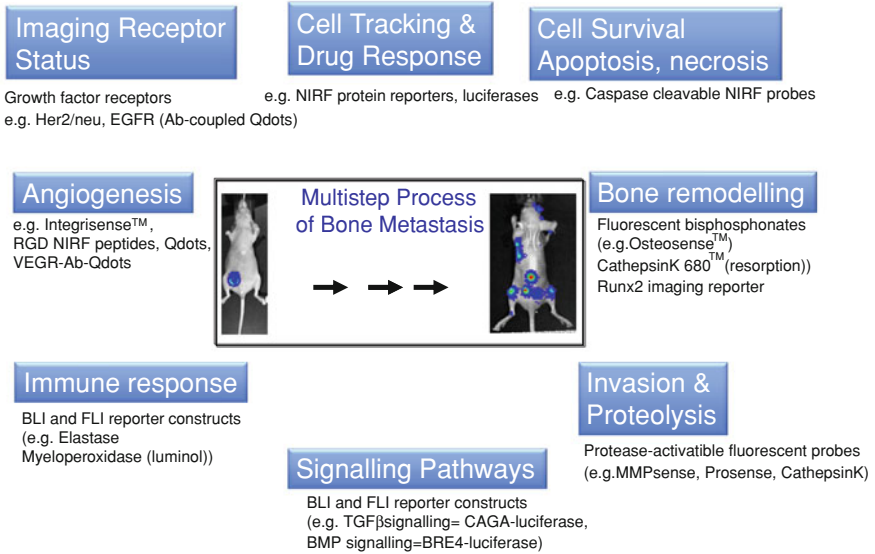 Imaging Receptor
Status
Growth factor receptors
e.g. Her2/neu, EGFR (Ab-coupled Qdots)
Cell Tracking &
Drug Response
e.g. NIRF protein reporters, luciferases
Cell Survival
Apoptosis, necrosis
e.g. Caspase cleavable NIRF probes
Angiogenesis
e.g. Integrisense™,
RGD NIRF peptides, Qdots,
VEGR-Ab-Qdots
Multistep Process
of Bone Metastasis
Bone remodelling
Fluorescent bisphosphonates
(e.g.Osteosense™)
CathepsinK 680™(resorption))
Runx2 imaging reporter
Immune response
BLI and FLI reporter constructs
(e.g. Elastase
Myeloperoxidase (luminol))
Signalling Pathways
BLI and FLI reporter constructs
(e.g. TGFβsignalling= CAGA-luciferase,
BMP signalling=BRE4-luciferase)
Invasion &
Proteolysis
Protease-activatible fluorescent probes
(e.g.MMPsense, Prosense, CathepsinK)